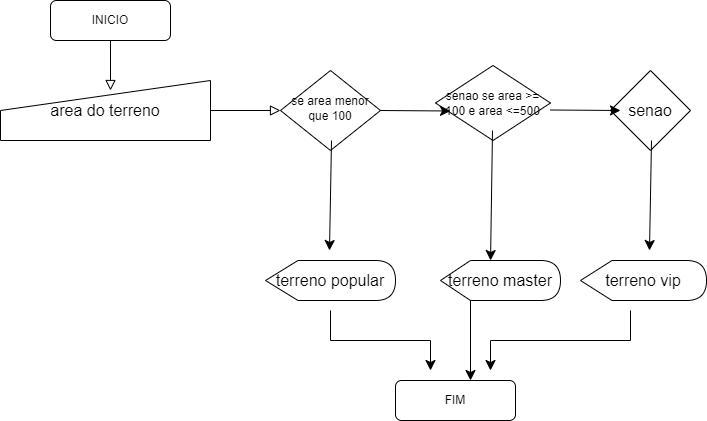 INICIO
area do terreno
se area menor
que 100
senao se area >=
100 e area <=500
senao
terreno popular
terreno master
terreno vip
FIM